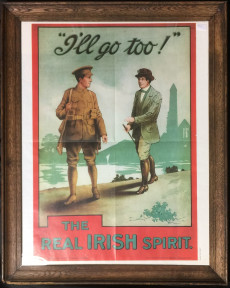 "I'll go too!"
THE
REAL IRISH SPIRIT.